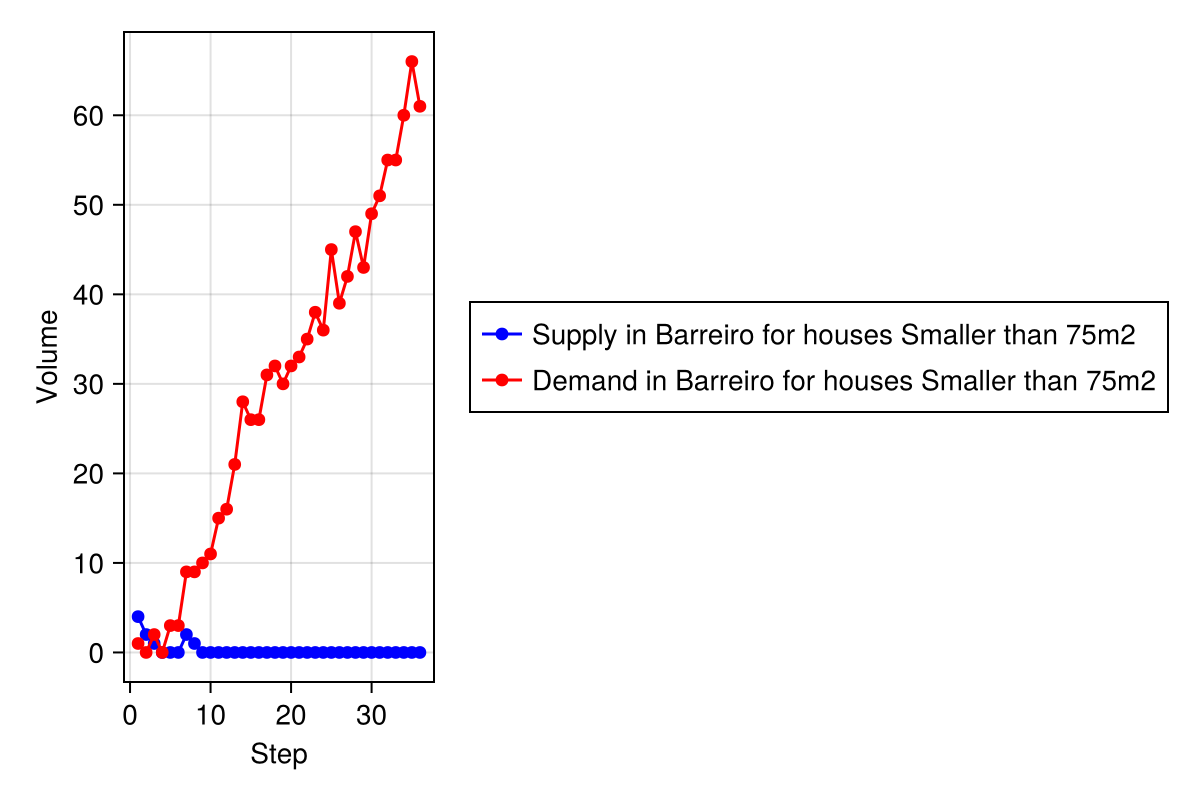 Volume
60
50
40
30
20
10
0
0 10 20 30
Step
Supply in Barreiro for houses Smaller than 75m2
Demand in Barreiro for houses Smaller than 75m2